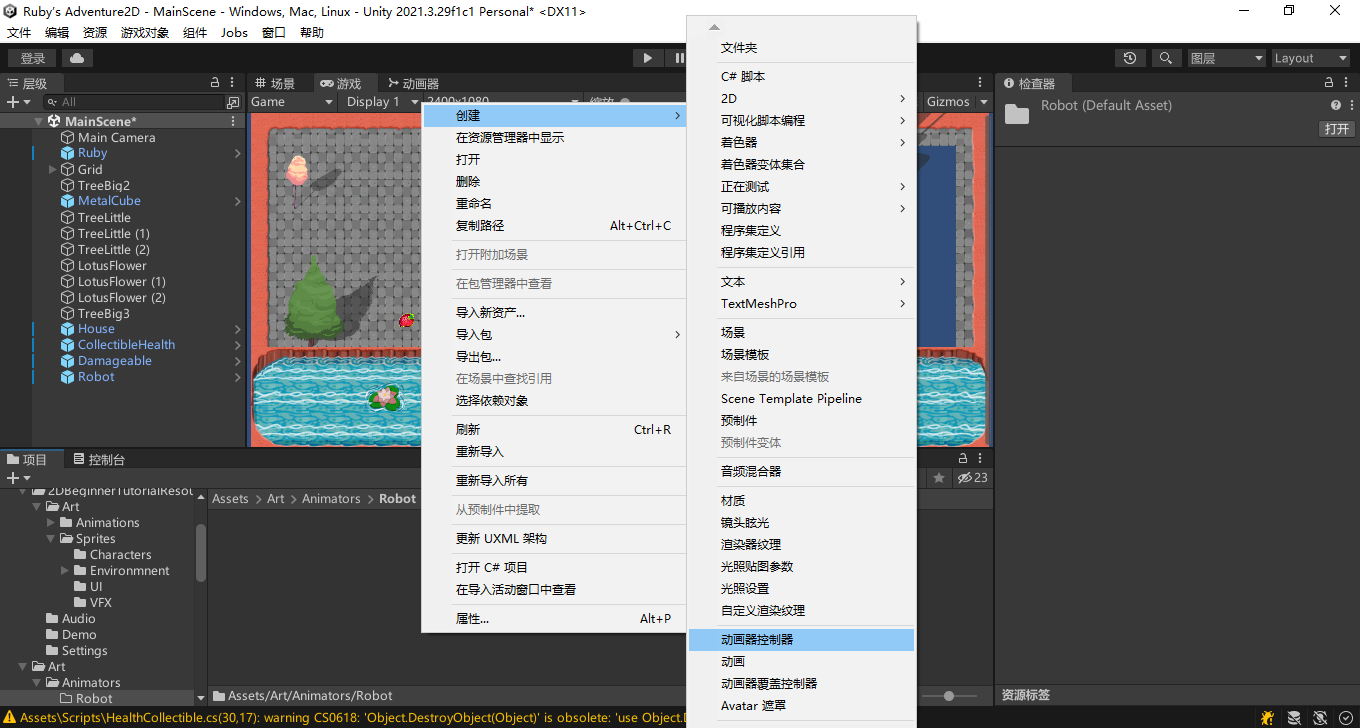 Ruby's Adventure2D - MainScene - Windows, Mac, Linux - Unity 2021.3.29f1c1 Personal* <DX11>
文件 编辑 资源 游戏对象 组件 Jobs 窗口 帮助
登录
图层
Layout
层级
All
MainScene*
Main Camera
Ruby
Grid
TreeBig2
MetalCube
TreeLittle
TreeLittle (1)
TreeLittle (2)
LotusFlower
LotusFlower (1)
LotusFlower (2)
TreeBig3
House
CollectibleHealth
Damageable
Robot
场景 游戏 动画器
Game Display 1 2400x1080 缩放
Gizmos
创建
在资源管理器中显示
打开
删除
重命名
复制路径 Alt+Ctrl+C
打开附加场景
在包管理器中查看
导入新资产...
导入包
导出包...
在场景中查找引用
选择依赖对象
刷新 Ctrl+R
重新导入
重新导入所有
从预制件中提取
更新 UXML 架构
打开 C# 项目
在导入活动窗口中查看
属性... Alt+P
文件夹
C# 脚本
2D
可视化脚本编程
着色器
着色器变体集合
正在测试
可播放内容
程序集定义
程序集定义引用
文本
TextMeshPro
场景
场景模板
来自场景的场景模板
Scene Template Pipeline
预制件
预制件变体
音频混合器
材质
镜头眩光
渲染器纹理
光照贴图参数
光照设置
自定义渲染纹理
动画器控制器
动画
动画器覆盖控制器
Avatar 遮罩
检查器
Robot (Default Asset)
打开
资源标签
项目 控制台
23
2DBeginnerTutorialResou
Art
Animations
Sprites
Characters
Environmnent
UI
VFX
Audio
Demo
Settings
Art
Animators
Robot
Assets > Art > Animators > Robot
Assets/Art/Animators/Robot
Assets\Scripts\HealthCollectible.cs(30,17): warning CS0618: 'Object.DestroyObject(Object)' is obsolete: 'use Object.D